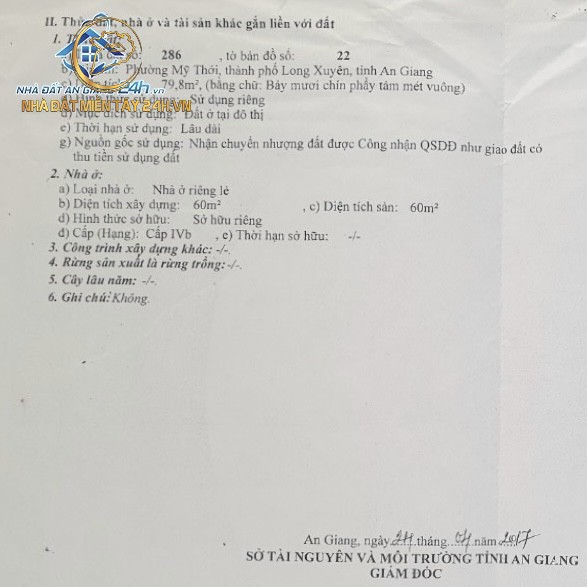 II. Thửa đất, nhà ở và tài sản khác gắn liền với đất
1.
286 , tờ bản đồ số: 22
Phường Mỹ Thới, thành phố Long Xuyên, tỉnh An Giang
79,8m², (bằng chữ: Bảy mươi chín phẩy tám mét vuông)
NHÀ ĐẤT AN GIANG 24h.vn
Sử dụng riêng
NHÀ ĐẤT MIỀN TÂY 24H.VN
đ) Mục đích sử dụng: Đất ở tại đô thị
e) Thời hạn sử dụng: Lâu dài
g) Nguồn gốc sử dụng: Nhận chuyển nhượng đất được Công nhận QSDĐ như giao đất có
thu tiền sử dụng đất
2. Nhà ở:
a) Loại nhà ở: Nhà ở riêng lẻ
b) Diện tích xây dựng: 60m² , c) Diện tích sàn: 60m²
d) Hình thức sở hữu: Sở hữu riêng
đ) Cấp (Hạng): Cấp IVb , e) Thời hạn sở hữu: -/-
3. Công trình xây dựng khác: -/-.
4. Rừng sản xuất là rừng trồng: -/-.
5. Cây lâu năm: -/-.
6. Ghi chú: Không.
An Giang, ngày 24 tháng 04 năm 2017
SỞ TÀI NGUYÊN VÀ MÔI TRƯỜNG TỈNH AN GIANG
GIÁM ĐỐC